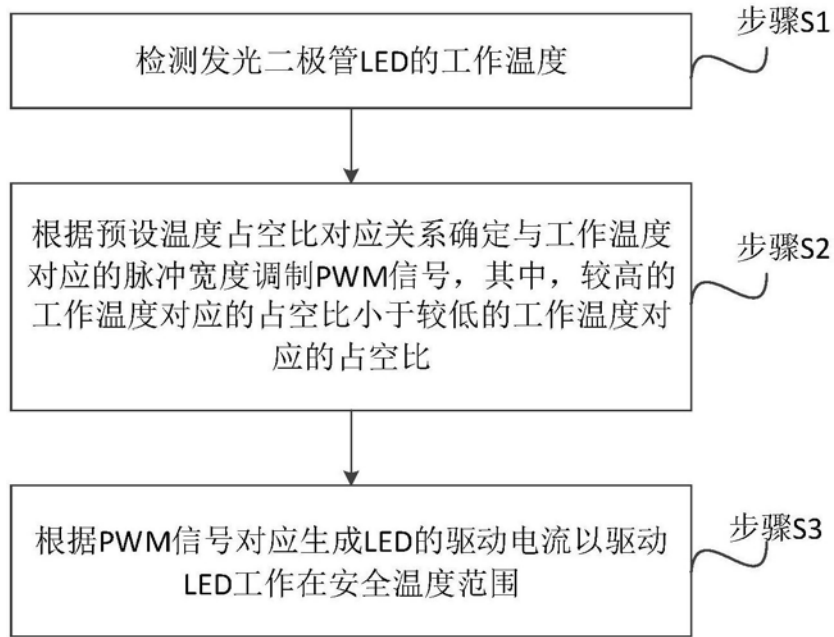 步骤S1
检测发光二极管LED的工作温度
根据预设温度占空比对应关系确定与工作温度
对应的脉冲宽度调制PWM信号，其中，较高的
工作温度对应的占空比小于较低的工作温度对
应的占空比
步骤S2
根据PWM信号对应生成LED的驱动电流以驱动
LED工作在安全温度范围
步骤S3